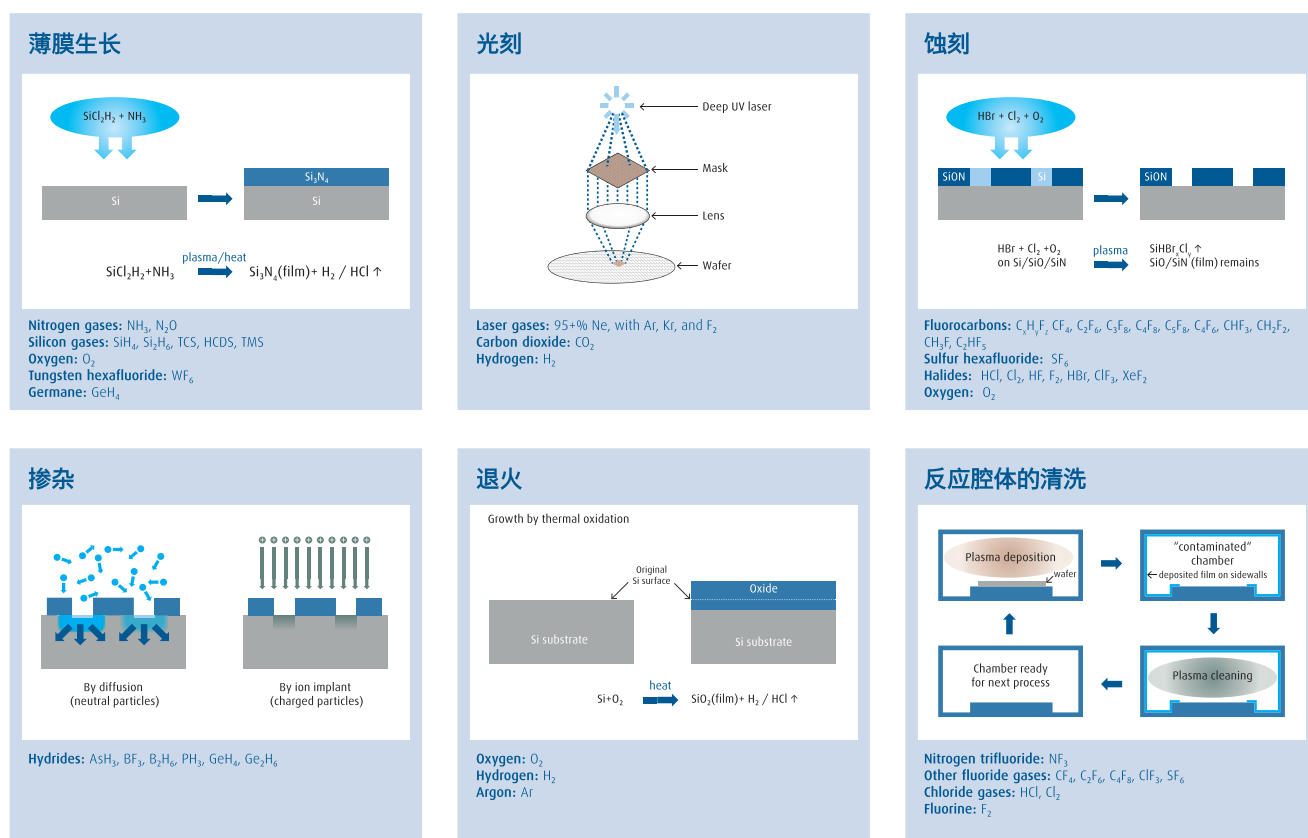 薄膜生长
SiCl₂H₂ + NH₃
Si
Si₃N₄
Si
plasma/heat
SiCl₂H₂+NH₃
Si₃N₄(film)+ H₂ / HCl ↑
Nitrogen gases: NH₃, N₂O
Silicon gases: SiH₄, Si₂H₆, TCS, HCDS, TMS
Oxygen: O₂
Tungsten hexafluoride: WF₆
Germane: GeH₄
光刻
Deep UV laser
Mask
Lens
Wafer
Laser gases: 95+% Ne, with Ar, Kr, and F₂
Carbon dioxide: CO₂
Hydrogen: H₂
蚀刻
HBr + Cl₂ + O₂
SiON
Si
SiON
HBr + Cl₂ +O₂
on Si/SiO/SiN
plasma
SiHBrₓClᵧ ↑
SiO/SiN (film) remains
Fluorocarbons: CₓHᵧF_z CF₄, C₂F₆, C₃F₈, C₄F₈, C₅F₈, C₄F₆, CHF₃, CH₂F₂,
CH₃F, C₂HF₅
Sulfur hexafluoride: SF₆
Halides: HCl, Cl₂, HF, F₂, HBr, ClF₃, XeF₂
Oxygen: O₂
掺杂
By diffusion
(neutral particles)
+ + + + + + + + + +
By ion implant
(charged particles)
Hydrides: AsH₃, BF₃, B₂H₆, PH₃, GeH₄, Ge₂H₆
退火
Growth by thermal oxidation
Original
Si surface
Si substrate
Oxide
Si substrate
heat
Si+O₂
SiO₂(film)+ H₂ / HCl ↑
Oxygen: O₂
Hydrogen: H₂
Argon: Ar
反应腔体的清洗
Plasma deposition
wafer
“contaminated”
chamber
deposited film on sidewalls
Chamber ready
for next process
Plasma cleaning
Nitrogen trifluoride: NF₃
Other fluoride gases: CF₄, C₂F₆, C₄F₈, ClF₃, SF₆
Chloride gases: HCl, Cl₂
Fluorine: F₂